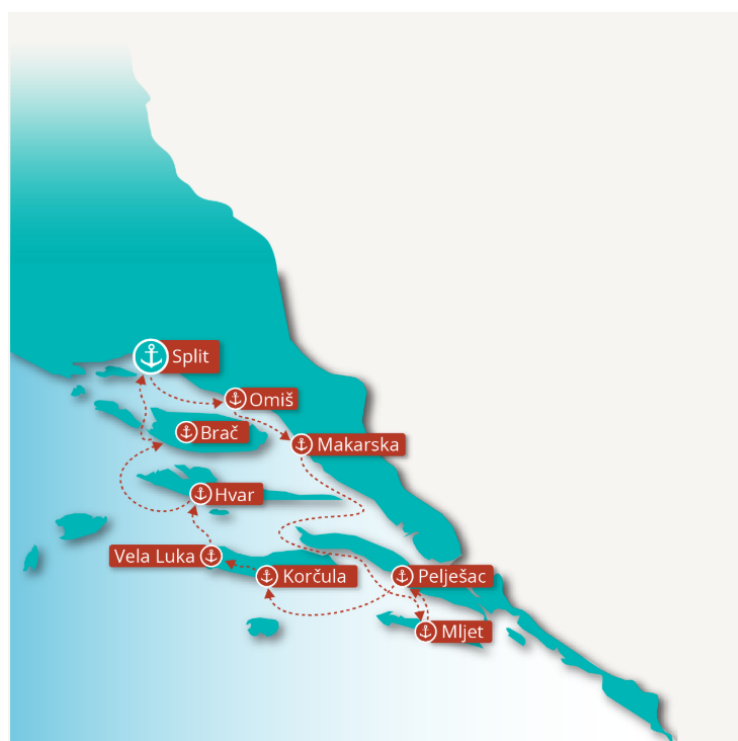 Split
Omiš
Brač
Makarska
Hvar
Vela Luka
Korčula
Pelješac
Mljet